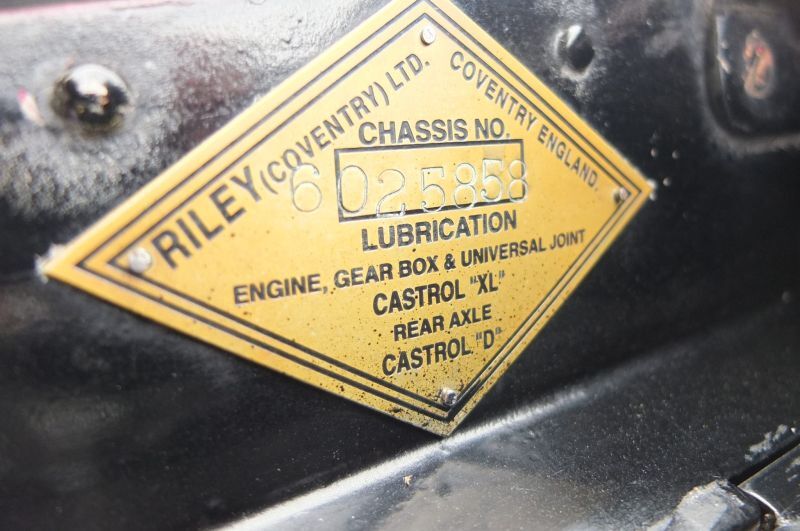 RILEY (COVENTRY) LTD.
COVENTRY ENGLAND.
CHASSIS NO.
6025858
LUBRICATION
ENGINE, GEAR BOX & UNIVERSAL JOINT
CASTROL "XL"
REAR AXLE
CASTROL "D"